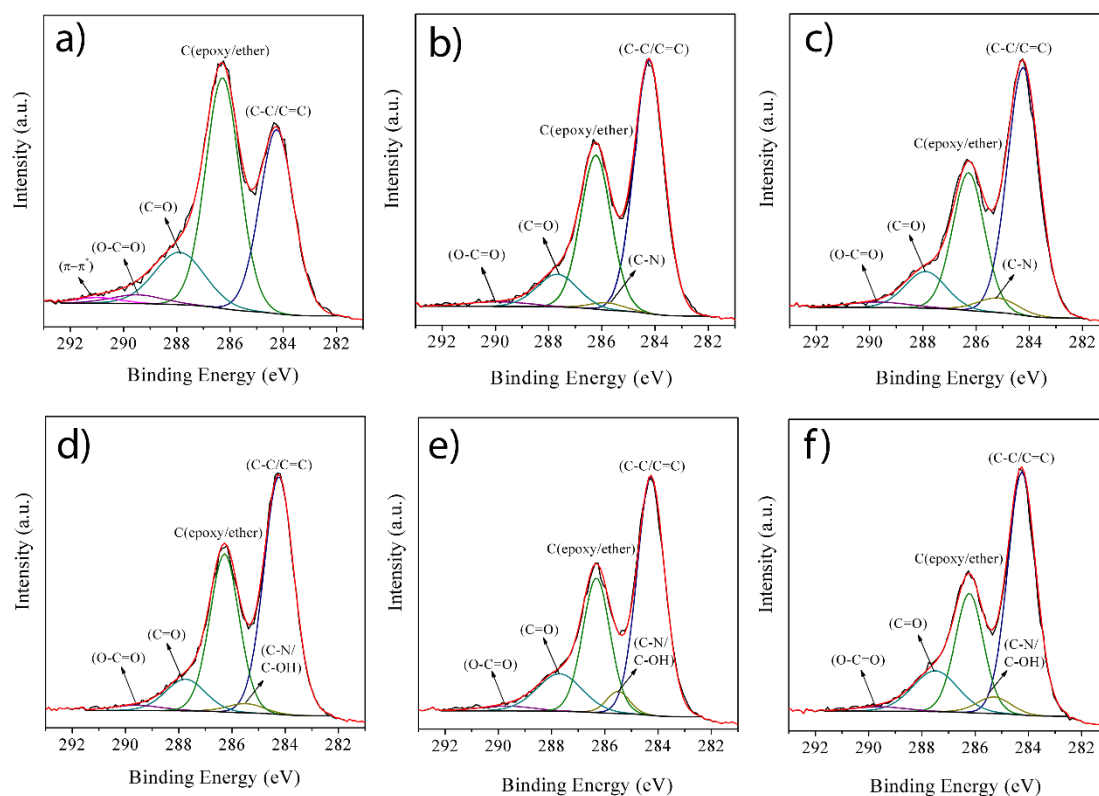 a)
C(epoxy/ether)
(C-C/C=C)
(C=O)
(O-C=O)
(π-π*)
Intensity (a.u.)
292 290 288 286 284 282
Binding Energy (eV)
b)
(C-C/C=C)
C(epoxy/ether)
(C=O)
(O-C=O)
(C-N)
Intensity (a.u.)
292 290 288 286 284 282
Binding Energy (eV)
c)
(C-C/C=C)
C(epoxy/ether)
(C=O)
(O-C=O)
(C-N)
Intensity (a.u.)
292 290 288 286 284 282
Binding Energy (eV)
d)
(C-C/C=C)
C(epoxy/ether)
(C=O)
(O-C=O)
(C-N/
C-OH)
Intensity (a.u.)
292 290 288 286 284 282
Binding Energy (eV)
e)
(C-C/C=C)
C(epoxy/ether)
(C=O)
(O-C=O)
(C-N/
C-OH)
Intensity (a.u.)
292 290 288 286 284 282
Binding Energy (eV)
f)
(C-C/C=C)
C(epoxy/ether)
(C=O)
(O-C=O)
(C-N/
C-OH)
Intensity (a.u.)
292 290 288 286 284 282
Binding Energy (eV)